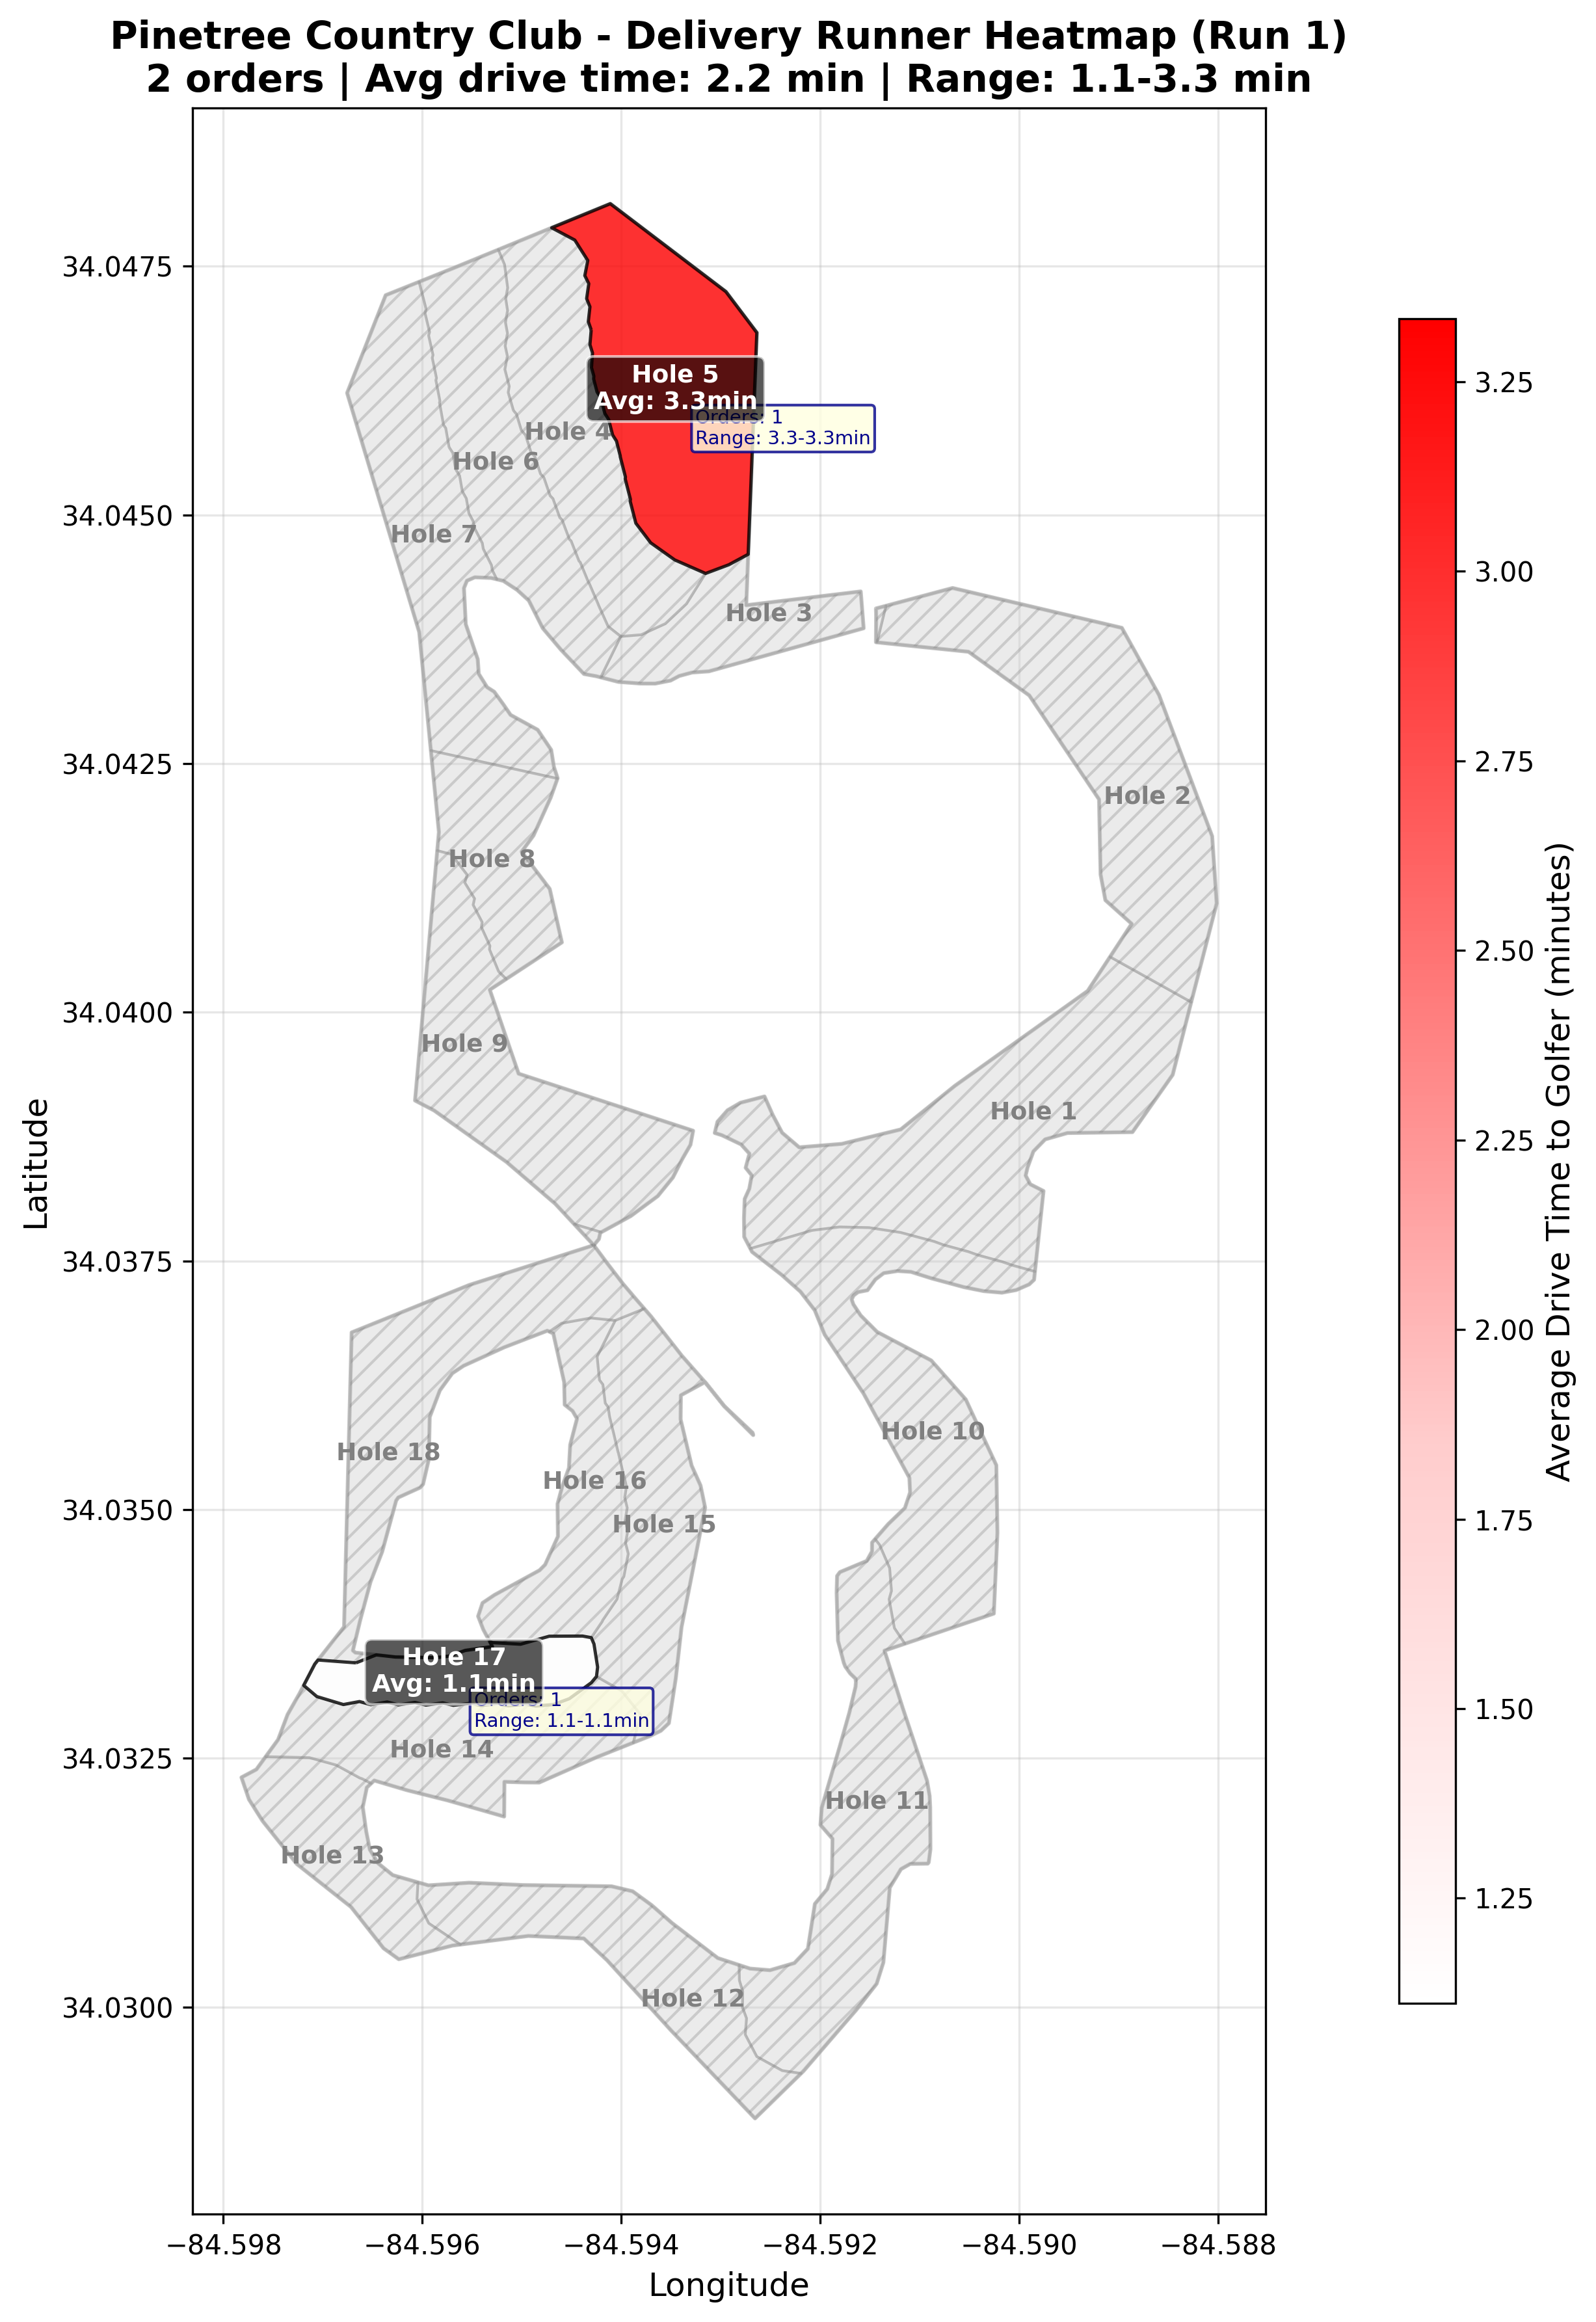 Pinetree Country Club - Delivery Runner Heatmap (Run 1)
2 orders | Avg drive time: 2.2 min | Range: 1.1-3.3 min
34.0475
34.0450
34.0425
34.0400
34.0375
34.0350
34.0325
34.0300
Latitude
Hole 5
Avg: 3.3min
Orders: 1
Range: 3.3-3.3min
Hole 4
Hole 6
Hole 7
Hole 3
Hole 2
Hole 8
Hole 9
Hole 1
Hole 10
Hole 18
Hole 16
Hole 15
Hole 17
Avg: 1.1min
Orders: 1
Range: 1.1-1.1min
Hole 14
Hole 11
Hole 13
Hole 12
−84.598
−84.596
−84.594
−84.592
−84.590
−84.588
Longitude
3.25
3.00
2.75
2.50
2.25
2.00
1.75
1.50
1.25
Average Drive Time to Golfer (minutes)